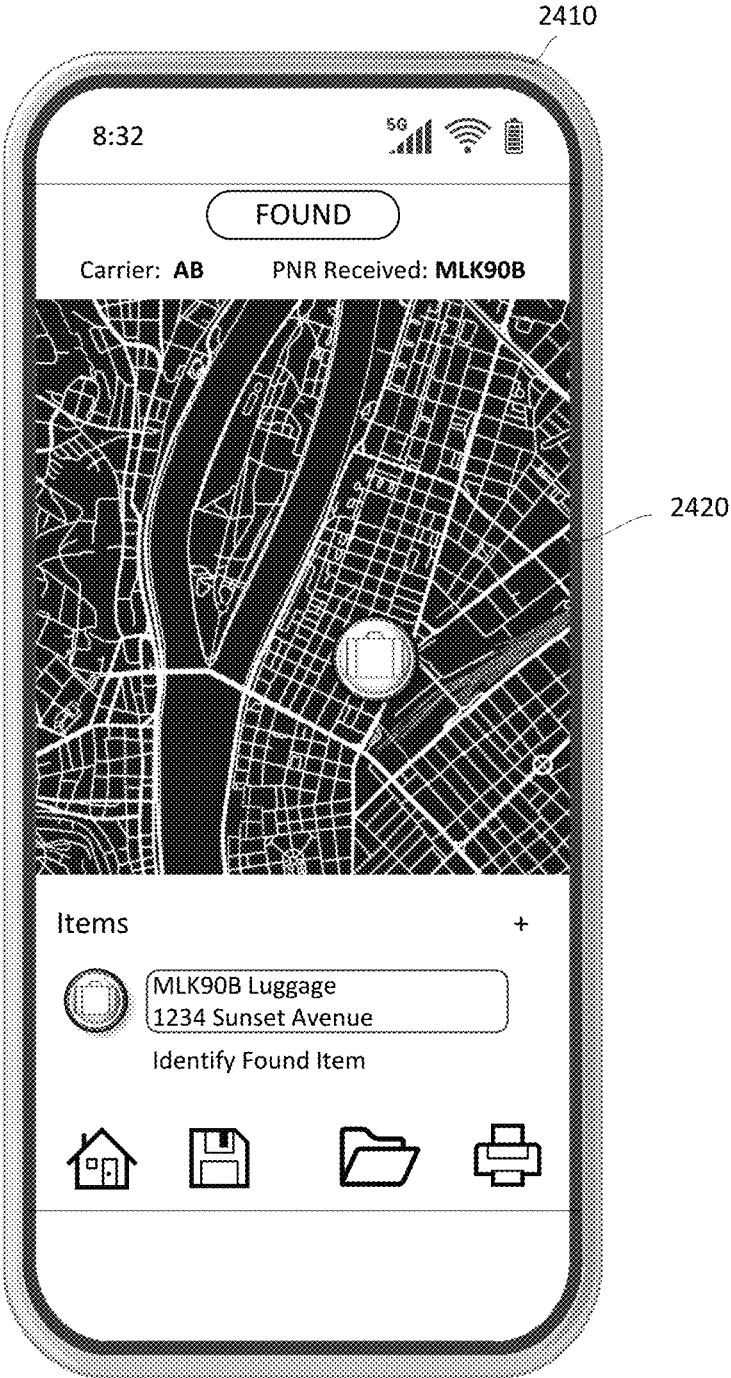 2410
8:32
5G
FOUND
Carrier: AB PNR Received: MLK90B
2420
Items +
MLK90B Luggage
1234 Sunset Avenue
Identify Found Item